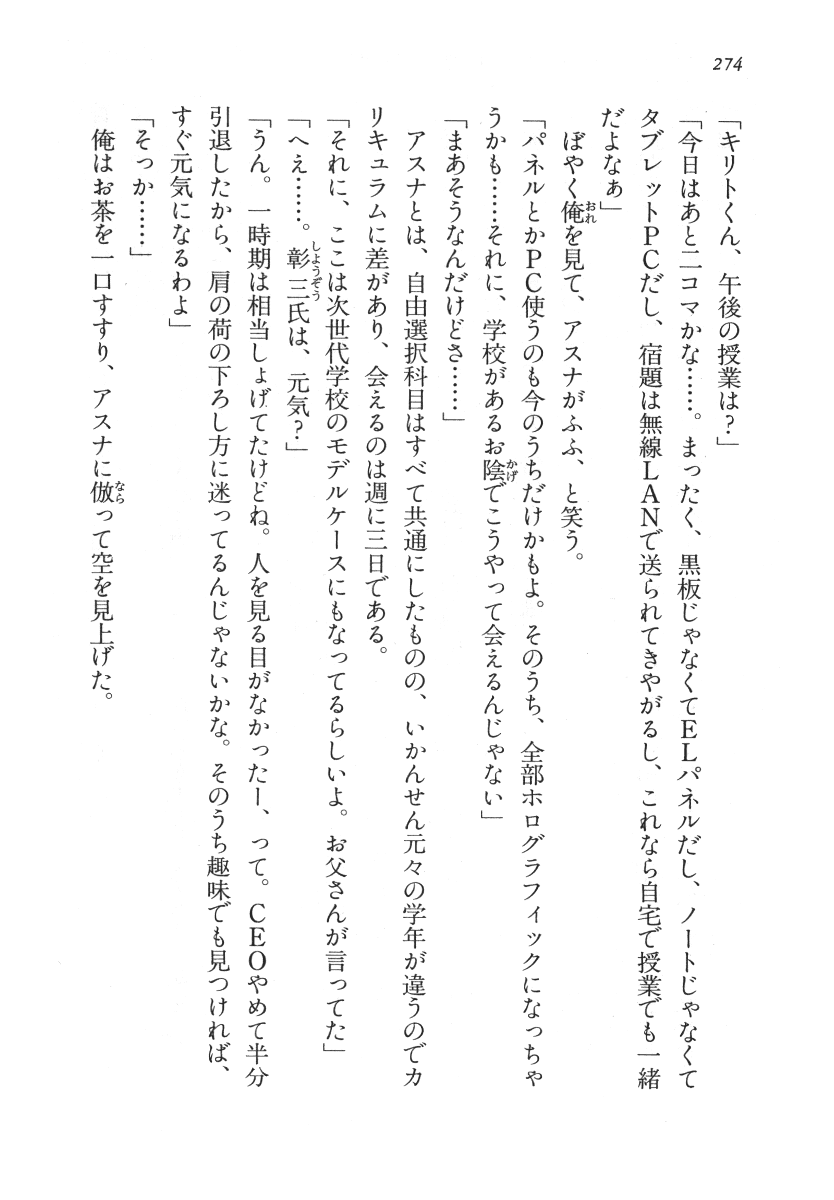 274
「キリトくん、午後の授業は？」
「今日はあと二コマかな……。まったく、黒板じゃなくてELパネルだし、ノートじゃなくて
タブレットPCだし、宿題は無線LANで送られてきやがるし、これなら自宅で授業でも一緒
だよなぁ」
　ぼやく俺を見て、アスナがふふ、と笑う。
「パネルとかPC使うのも今のうちだけかもよ。そのうち、全部ホログラフィックになっちゃ
うかも……それに、学校があるお陰でこうやって会えるんじゃない」
「まあそうなんだけどさ……」
　アスナとは、自由選択科目はすべて共通にしたものの、いかんせん元々の学年が違うのでカ
リキュラムに差があり、会えるのは週に三日である。
「それに、ここは次世代学校のモデルケースにもなってるらしいよ。お父さんが言ってた」
「へえ……。彰三氏は、元気？」
「うん。一時期は相当しょげてたけどね。人を見る目がなかったー、って。CEOやめて半分
引退したから、肩の荷の下ろし方に迷ってるんじゃないかな。そのうち趣味でも見つければ、
すぐ元気になるわよ」
「そっか……」
　俺はお茶を一口すすり、アスナに倣って空を見上げた。